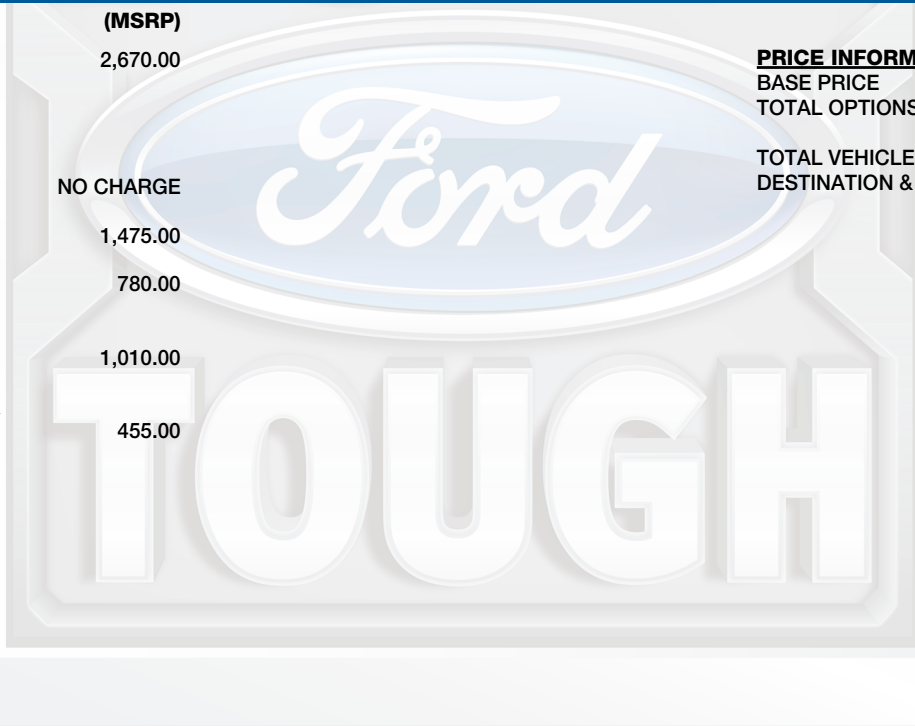 (MSRP)
2,670.00
NO CHARGE
1,475.00
780.00
1,010.00
455.00
PRICE INFORM
BASE PRICE
TOTAL OPTIONS
TOTAL VEHICLE
DESTINATION &
Ford
TOUGH